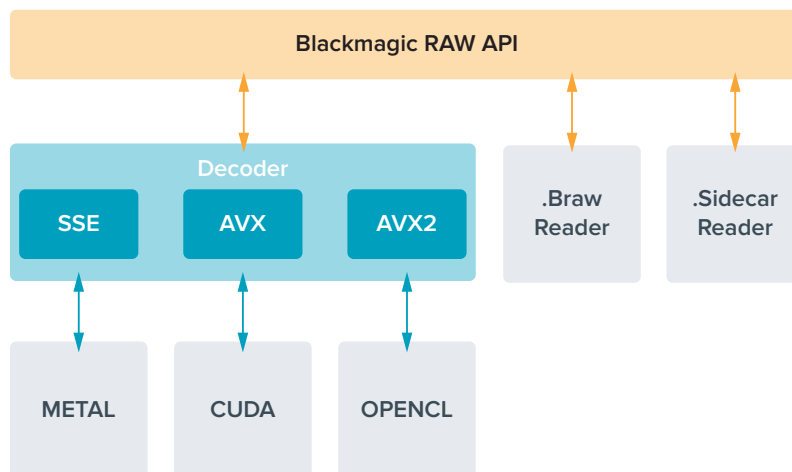 Blackmagic RAW API
Decoder
SSE
AVX
AVX2
.Braw
Reader
.Sidecar
Reader
METAL
CUDA
OPENCL